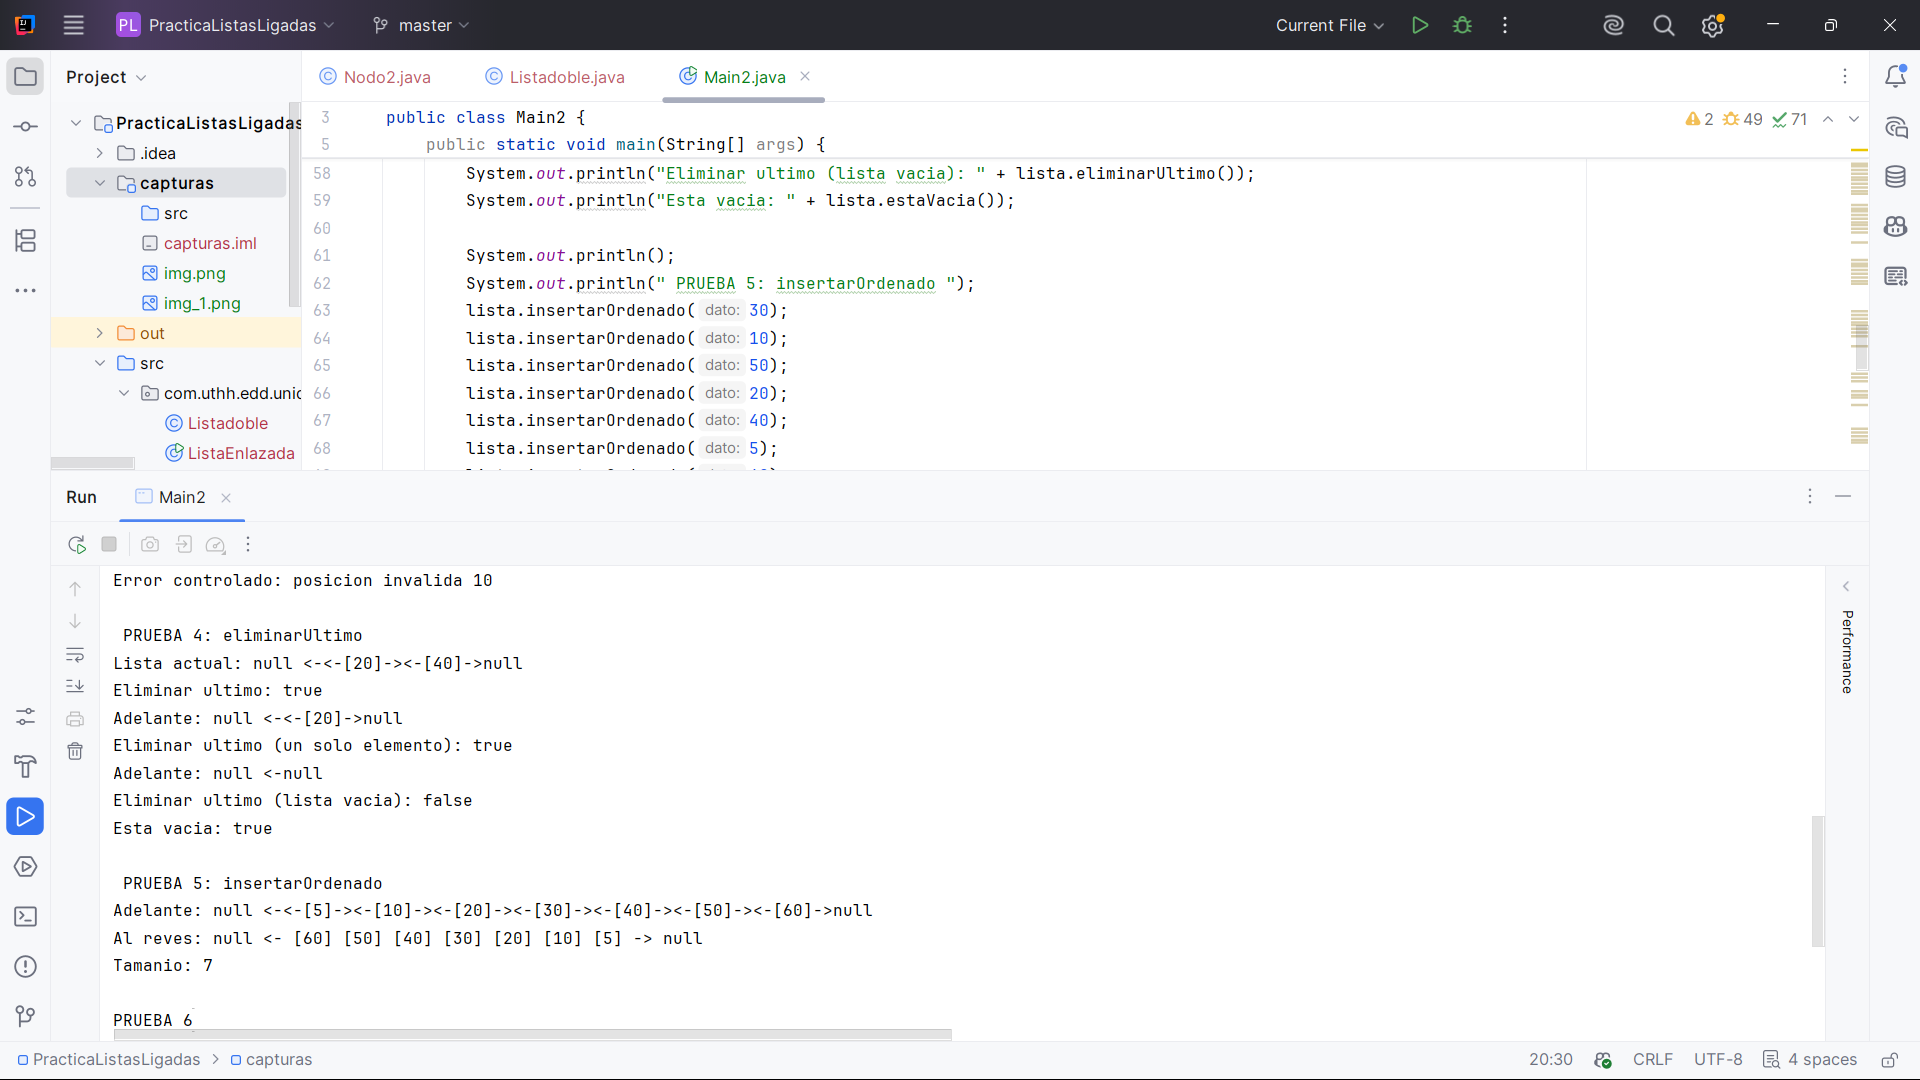 PL PracticaListasLigadas master Current File
Project
Nodo2.java Listadoble.java Main2.java
PracticaListasLigadas
.idea
capturas
src
capturas.iml
img.png
img_1.png
out
src
com.uthh.edd.unic
Listadoble
ListaEnlazada
2 49 71
3 public class Main2 {
5 public static void main(String[] args) {
58 System.out.println("Eliminar ultimo (lista vacia): " + lista.eliminarUltimo());
59 System.out.println("Esta vacia: " + lista.estaVacia());
60
61 System.out.println();
62 System.out.println(" PRUEBA 5: insertarOrdenado ");
63 lista.insertarOrdenado( dato: 30);
64 lista.insertarOrdenado( dato: 10);
65 lista.insertarOrdenado( dato: 50);
66 lista.insertarOrdenado( dato: 20);
67 lista.insertarOrdenado( dato: 40);
68 lista.insertarOrdenado( dato: 5);
Run Main2
Error controlado: posicion invalida 10
PRUEBA 4: eliminarUltimo
Lista actual: null <-<-[20]-><-[40]->null
Eliminar ultimo: true
Adelante: null <-<-[20]->null
Eliminar ultimo (un solo elemento): true
Adelante: null <-null
Eliminar ultimo (lista vacia): false
Esta vacia: true
PRUEBA 5: insertarOrdenado
Adelante: null <-<-[5]-><-[10]-><-[20]-><-[30]-><-[40]-><-[50]-><-[60]->null
Al reves: null <- [60] [50] [40] [30] [20] [10] [5] -> null
Tamanio: 7
PRUEBA 6
Performance
PracticaListasLigadas > capturas
20:30 CRLF UTF-8 4 spaces